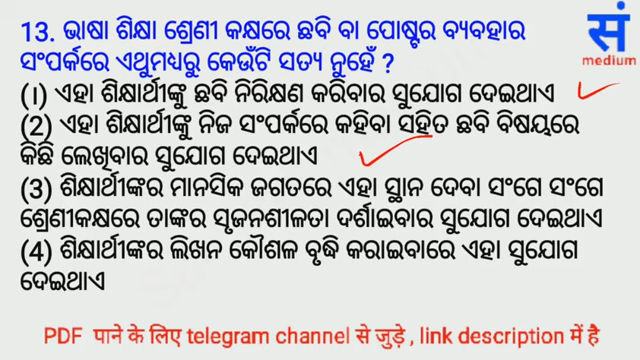 13. ଭାଷା ଶିକ୍ଷା ଶ୍ରେଣୀ କକ୍ଷରେ ଛବି ବା ପୋଷ୍ଟର ବ୍ୟବହାର
ସଂପର୍କରେ ଏଥୁମଧ୍ୟରୁ କେଉଁଟି ସତ୍ୟ ନୁହେଁ ?
सं
medium
(୲) ଏହା ଶିକ୍ଷାର୍ଥୀଙ୍କୁ ଛବି ନିରିକ୍ଷଣ କରିବାର ସୁଯୋଗ ଦେଇଥାଏ
(2) ଏହା ଶିକ୍ଷାର୍ଥୀଙ୍କୁ ନିଜ ସଂପର୍କରେ କହିବା ସହିତ ଛବି ବିଷୟରେ
କିଛି ଲେଖିବାର ସୁଯୋଗ ଦେଇଥାଏ
(3) ଶିକ୍ଷାର୍ଥୀଙ୍କର ମାନସିକ ଜଗତରେ ଏହା ସ୍ଥାନ ଦେବା ସଂଗେ ସଂଗେ
ଶ୍ରେଣୀକକ୍ଷରେ ତାଙ୍କର ସୃଜନଶୀଳତା ଦର୍ଶାଇବାର ସୁଯୋଗ ଦେଇଥାଏ
(4) ଶିକ୍ଷାର୍ଥୀଙ୍କର ଲିଖନ କୌଶଳ ବୃଦ୍ଧି କରାଇବାରେ ଏହା ସୁଯୋଗ
ଦେଇଥାଏ
PDF पाने के लिए telegram channel से जुड़े , link description में है